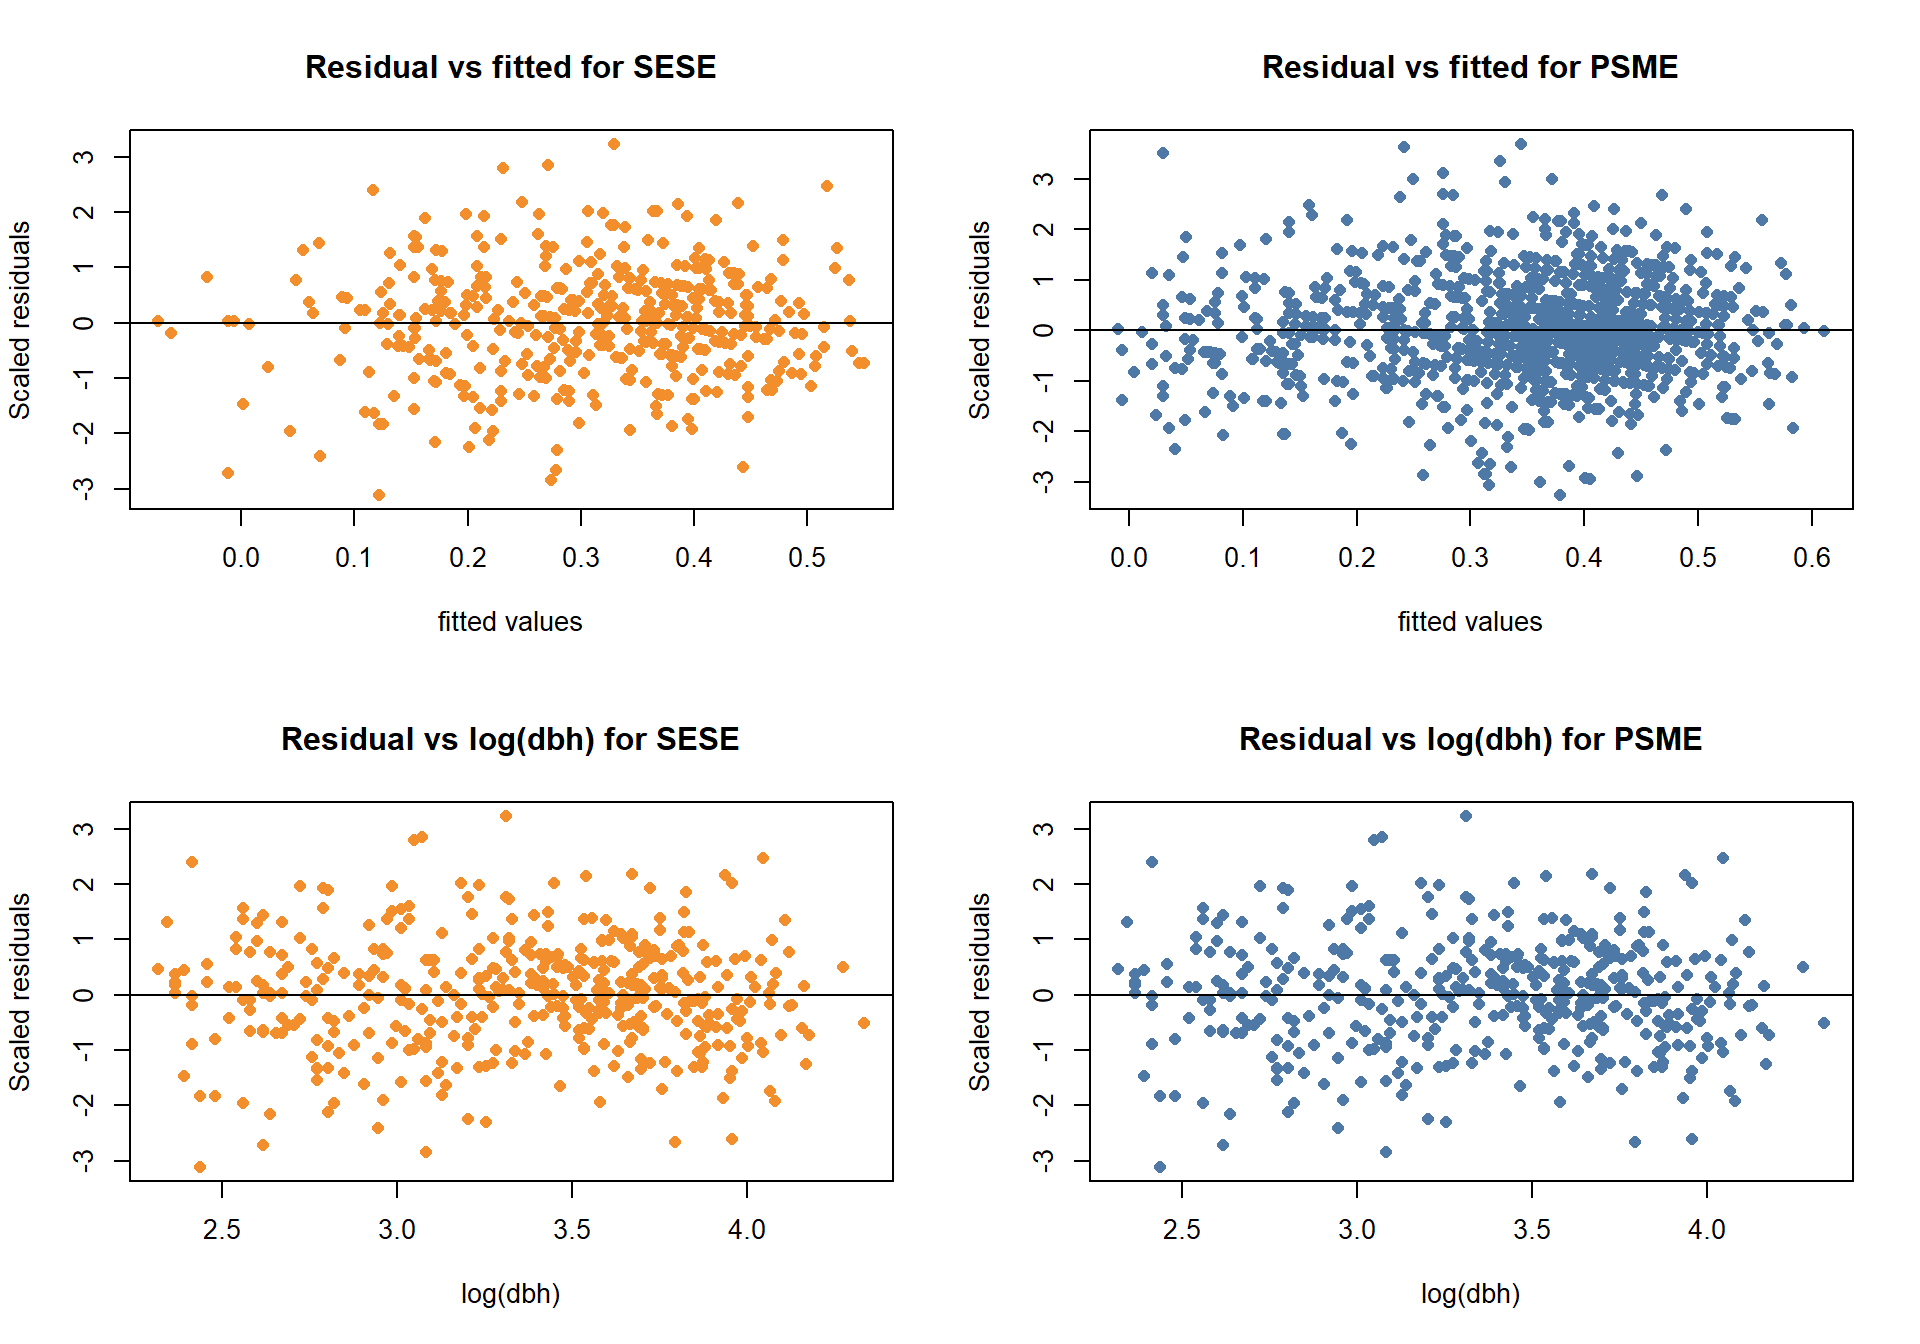 Residual vs fitted for SESE
Scaled residuals
3
2
1
0
-1
-2
-3
0.0 0.1 0.2 0.3 0.4 0.5
fitted values
Residual vs fitted for PSME
Scaled residuals
3
2
1
0
-1
-2
-3
0.0 0.1 0.2 0.3 0.4 0.5 0.6
fitted values
Residual vs log(dbh) for SESE
Scaled residuals
3
2
1
0
-1
-2
-3
2.5 3.0 3.5 4.0
log(dbh)
Residual vs log(dbh) for PSME
Scaled residuals
3
2
1
0
-1
-2
-3
2.5 3.0 3.5 4.0
log(dbh)